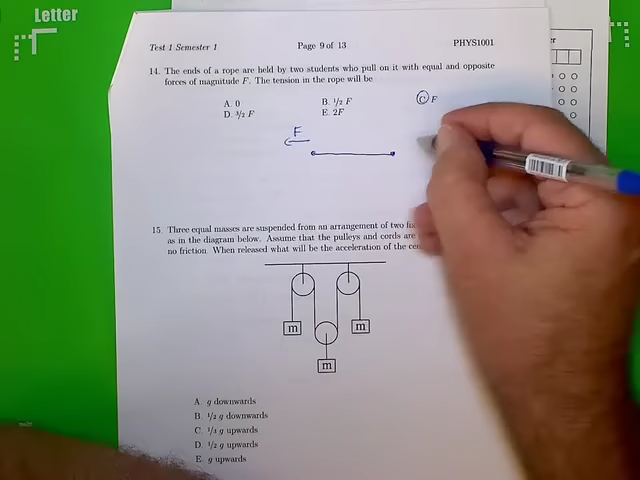 Letter
Test 1 Semester 1 Page 9 of 13 PHYS1001
14. The ends of a rope are held by two students who pull on it with equal and opposite
forces of magnitude F. The tension in the rope will be
A. 0 B. 1/2 F C F
D. 3/2 F E. 2F
F
15. Three equal masses are suspended from an arrangement of two
as in the diagram below. Assume that the pulleys and cords are
no friction. When released what will be the acceleration of the
m m
m
A. g downwards
B. 1/2 g downwards
C. 1/3 g upwards
D. 1/2 g upwards
E. g upwards